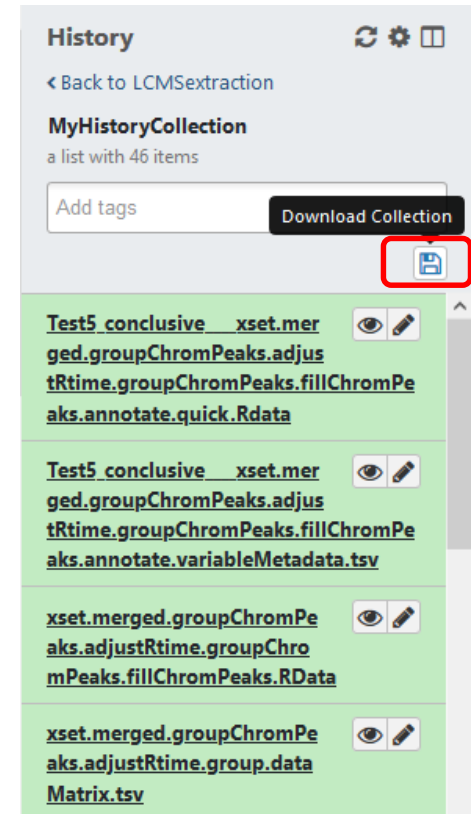 History
Back to LCMSextraction
MyHistoryCollection
a list with 46 items
Add tags
Download Collection
Test5_conclusive___xset.mer
ged.groupChromPeaks.adjus
tRtime.groupChromPeaks.fillChromPe
aks.annotate.quick.Rdata
Test5_conclusive___xset.mer
ged.groupChromPeaks.adjus
tRtime.groupChromPeaks.fillChromPe
aks.annotate.variableMetadata.tsv
xset.merged.groupChromPe
aks.adjustRtime.groupChro
mPeaks.fillChromPeaks.RData
xset.merged.groupChromPe
aks.adjustRtime.group.data
Matrix.tsv